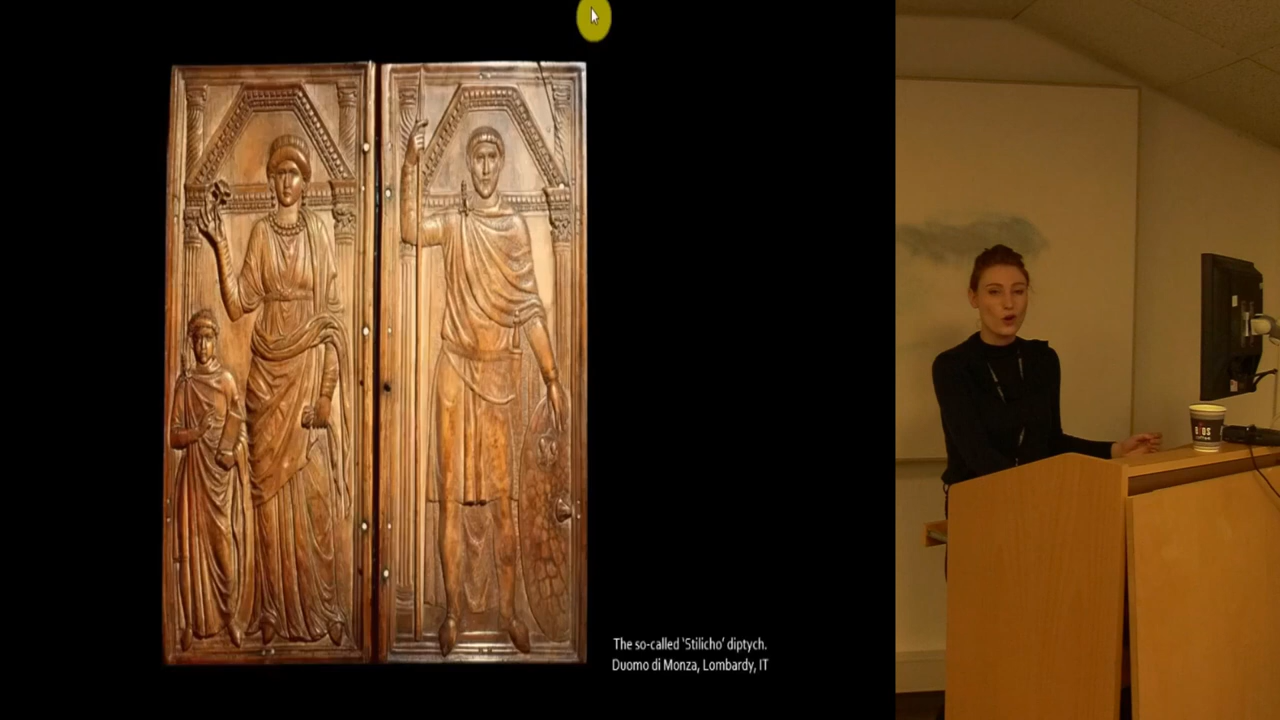 The so-called 'Stilicho' diptych.
Duomo di Monza, Lombardy, IT